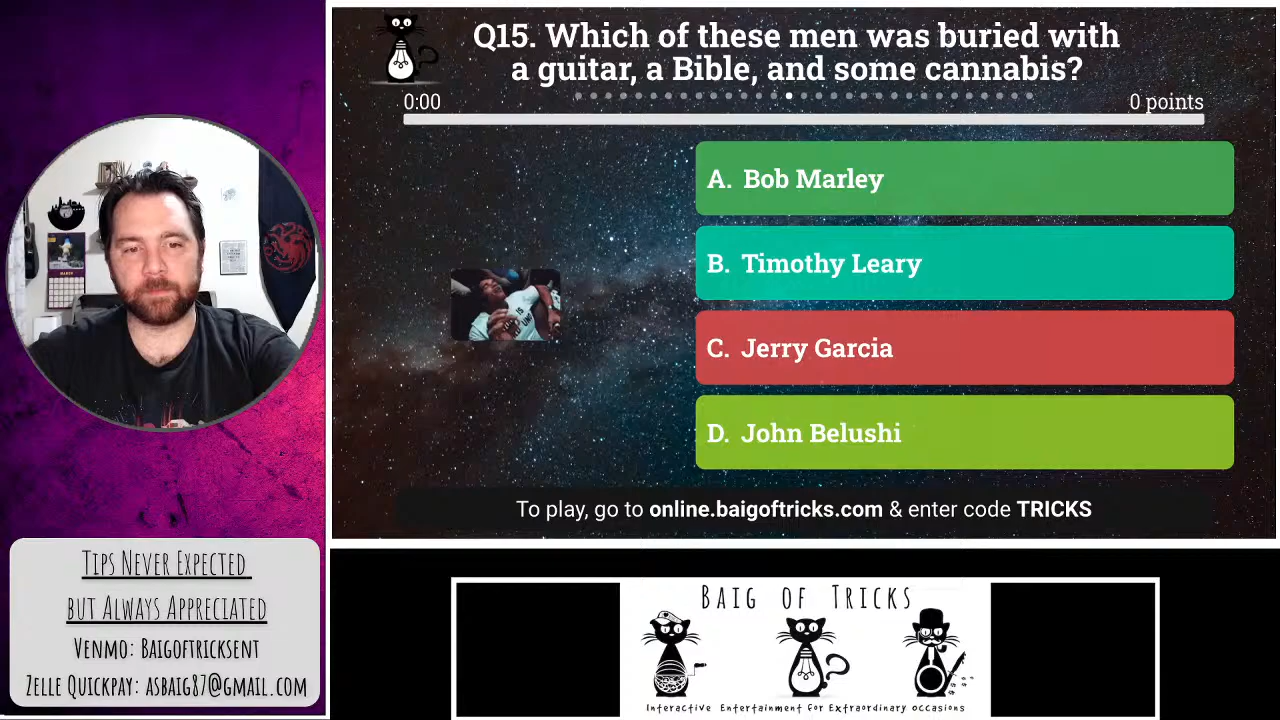 Q15. Which of these men was buried with
a guitar, a Bible, and some cannabis?
0:00
0 points
A. Bob Marley
B. Timothy Leary
C. Jerry Garcia
D. John Belushi
To play, go to online.baigoftricks.com & enter code TRICKS
Tips Never Expected
but Always Appreciated
Venmo: Baigoftricksent
Zelle Quickpay: asbaig87@gmail.com
Baig of Tricks
Interactive Entertainment for Extraordinary Occasions